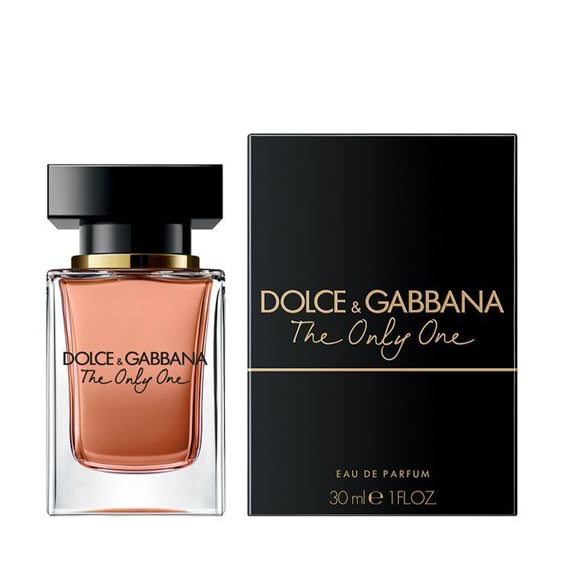 DOLCE & GABBANA
The Only One
DOLCE & GABBANA
The Only One
EAU DE PARFUM
30 ml ℮ 1 FL.OZ.